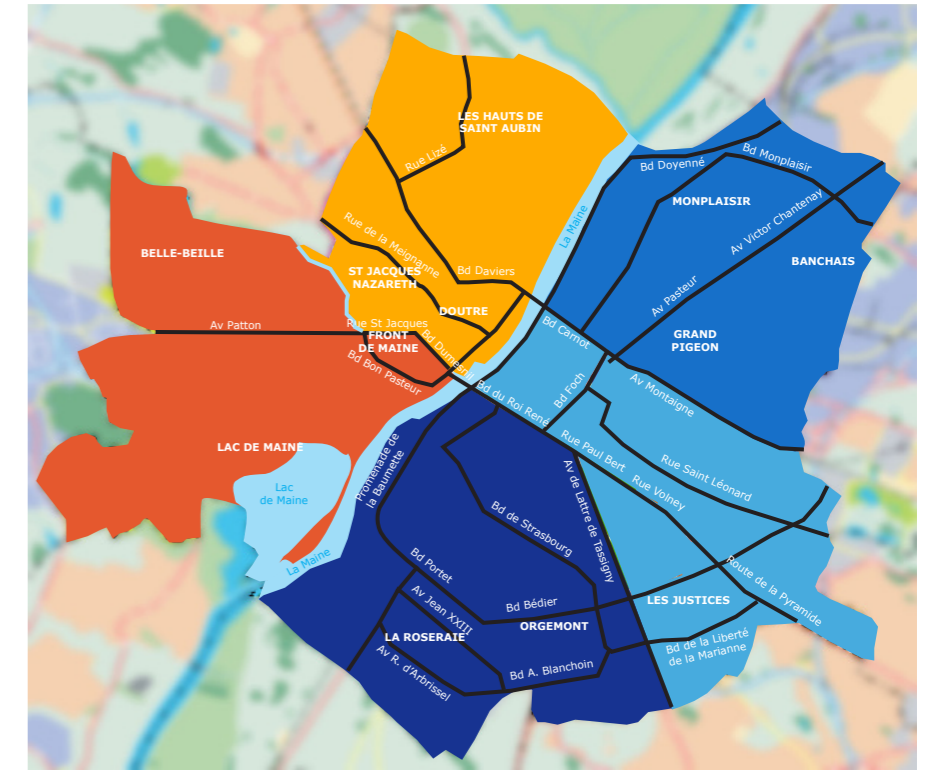 LES HAUTS DE
SAINT AUBIN
Rue Lizé
Bd Doyenné
Bd Monplaisir
MONPLAISIR
Av Victor Chantenay
La Maine
Rue de la Meignanne
BELLE-BEILLE
BANCHAIS
ST JACQUES
NAZARETH
Bd Daviers
Av Pasteur
DOUTRE
Av Patton
Rue St Jacques
FRONT
DE MAINE
Bd Dumesnil
Bd Carnot
GRAND
PIGEON
Bd Bon Pasteur
Bd du Roi René
Bd Foch
Av Montaigne
LAC DE MAINE
Promenade de
la Baumette
Rue Paul Bert
Rue Saint Léonard
Lac
de Maine
Av de Lattre de Tassigny
Rue Volney
Bd de Strasbourg
La Maine
Bd Portet
Route de la Pyramide
Av Jean XXIII
Bd Bédier
LES JUSTICES
ORGEMONT
LA ROSERAIE
Bd de la Liberté
de la Marianne
Av R. d'Arbrissel
Bd A. Blanchoin